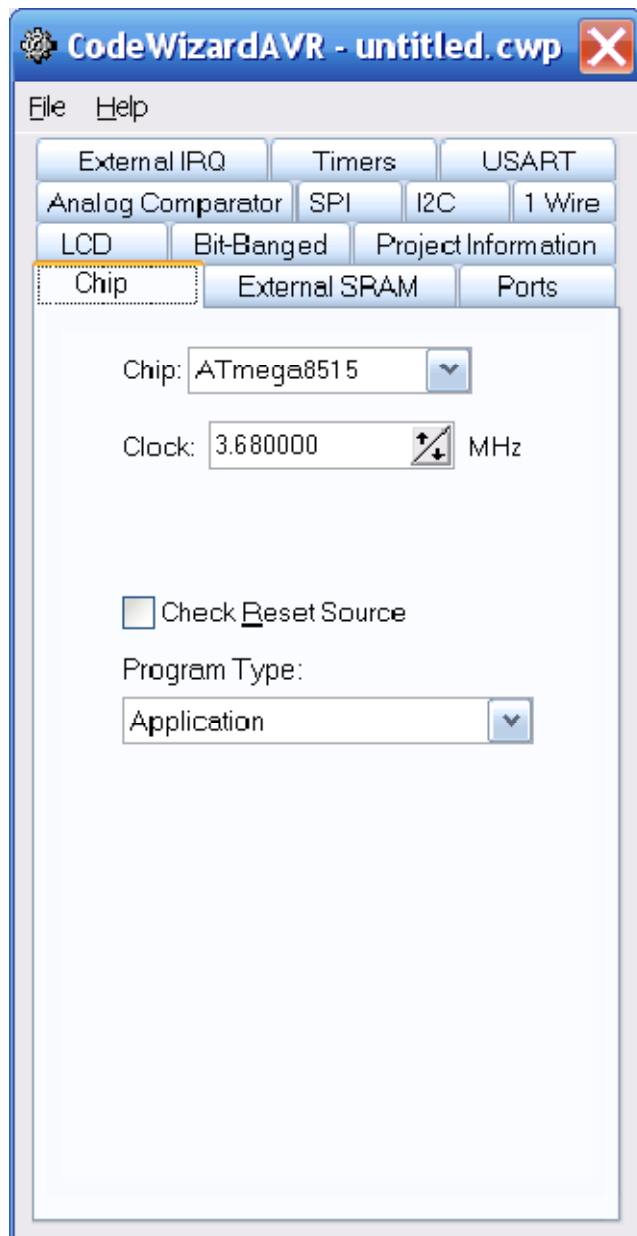 CodeWizardAVR - untitled.cwp
File Help
External IRQ Timers USART
Analog Comparator SPI I2C 1 Wire
LCD Bit-Banged Project Information
Chip External SRAM Ports
Chip: ATmega8515
Clock: 3.680000 MHz
Check Reset Source
Program Type:
Application